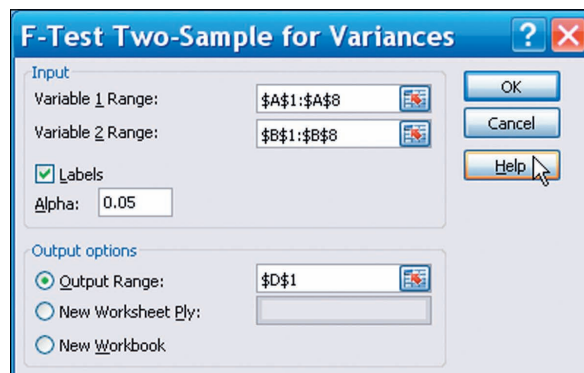 F-Test Two-Sample for Variances
Input
Variable 1 Range: $A$1:$A$8
Variable 2 Range: $B$1:$B$8
Labels
Alpha: 0.05
OK
Cancel
Help
Output options
Output Range: $D$1
New Worksheet Ply:
New Workbook